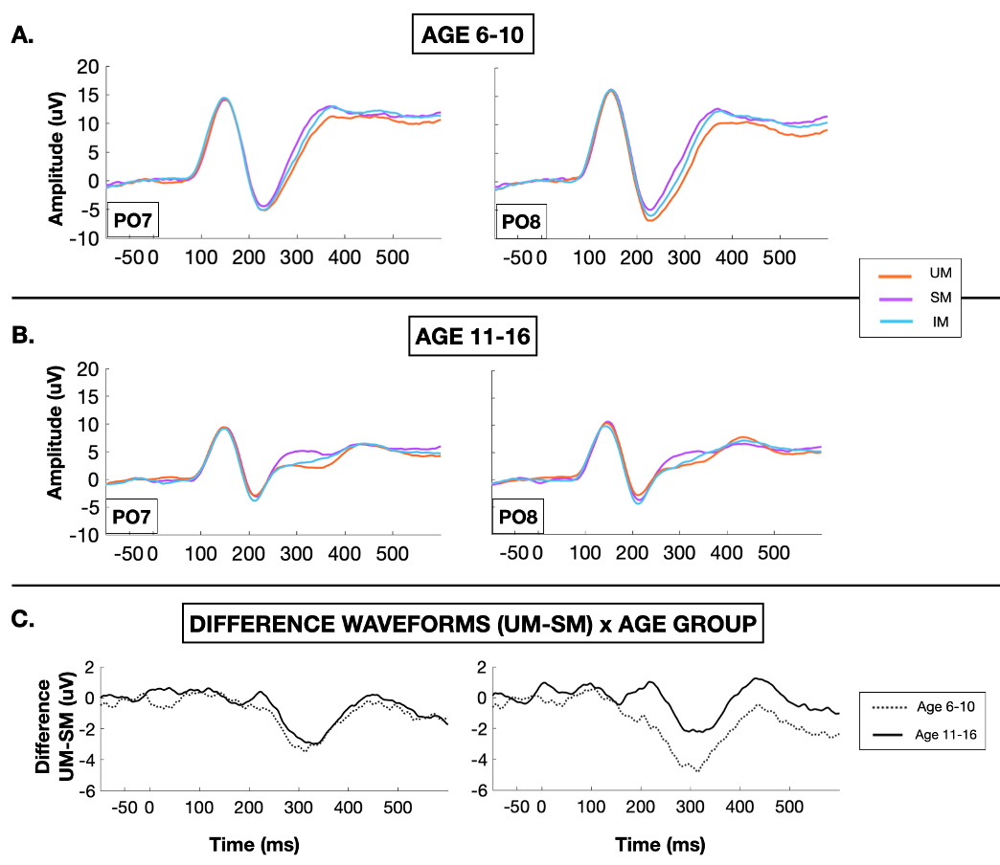 A.
AGE 6-10
Amplitude (uV)
20
15
10
5
0
-5
-10
PO7
PO8
-50 0 100 200 300 400 500
-50 0 100 200 300 400 500
UM
SM
IM
B.
AGE 11-16
Amplitude (uV)
20
15
10
5
0
-5
-10
PO7
PO8
-50 0 100 200 300 400 500
-50 0 100 200 300 400 500
C.
DIFFERENCE WAVEFORMS (UM-SM) x AGE GROUP
Difference
UM-SM (uV)
2
0
-2
-4
-6
2
0
-2
-4
-6
-50 0 100 200 300 400 500
-50 0 100 200 300 400 500
Time (ms)
Time (ms)
Age 6-10
Age 11-16